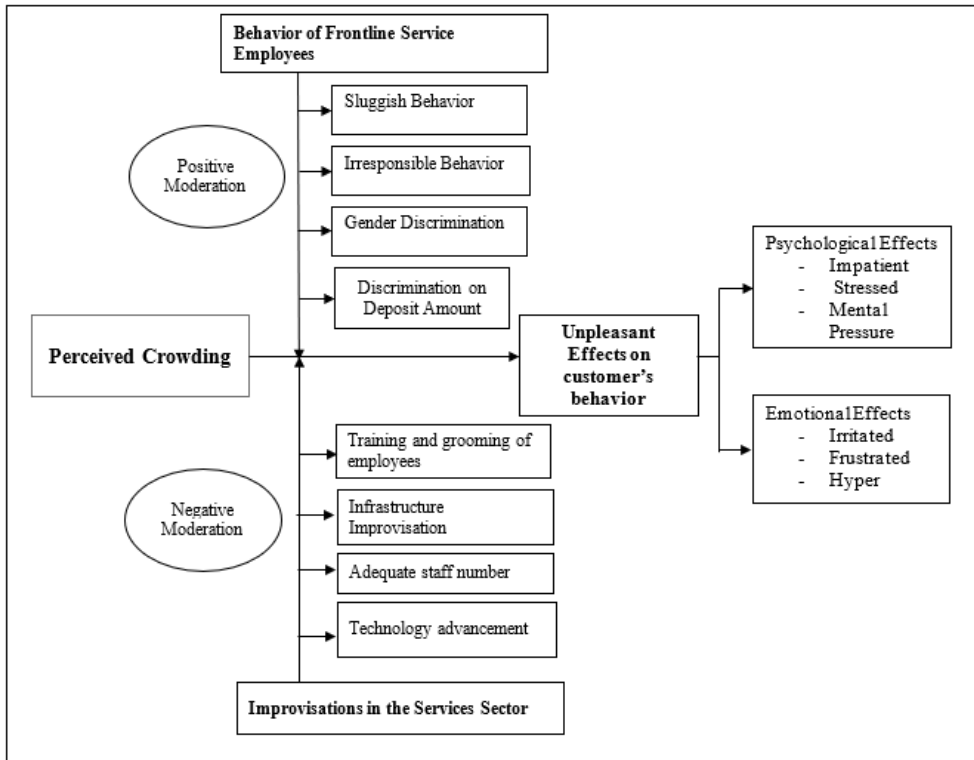 Behavior of Frontline Service
Employees
Sluggish Behavior
Positive
Moderation
Irresponsible Behavior
Gender Discrimination
Discrimination on
Deposit Amount
Perceived Crowding
Unpleasant
Effects on
customer's
behavior
Psychological Effects
- Impatient
- Stressed
- Mental
Pressure
Emotional Effects
- Irritated
- Frustrated
- Hyper
Training and grooming of
employees
Negative
Moderation
Infrastructure
Improvisation
Adequate staff number
Technology advancement
Improvisations in the Services Sector